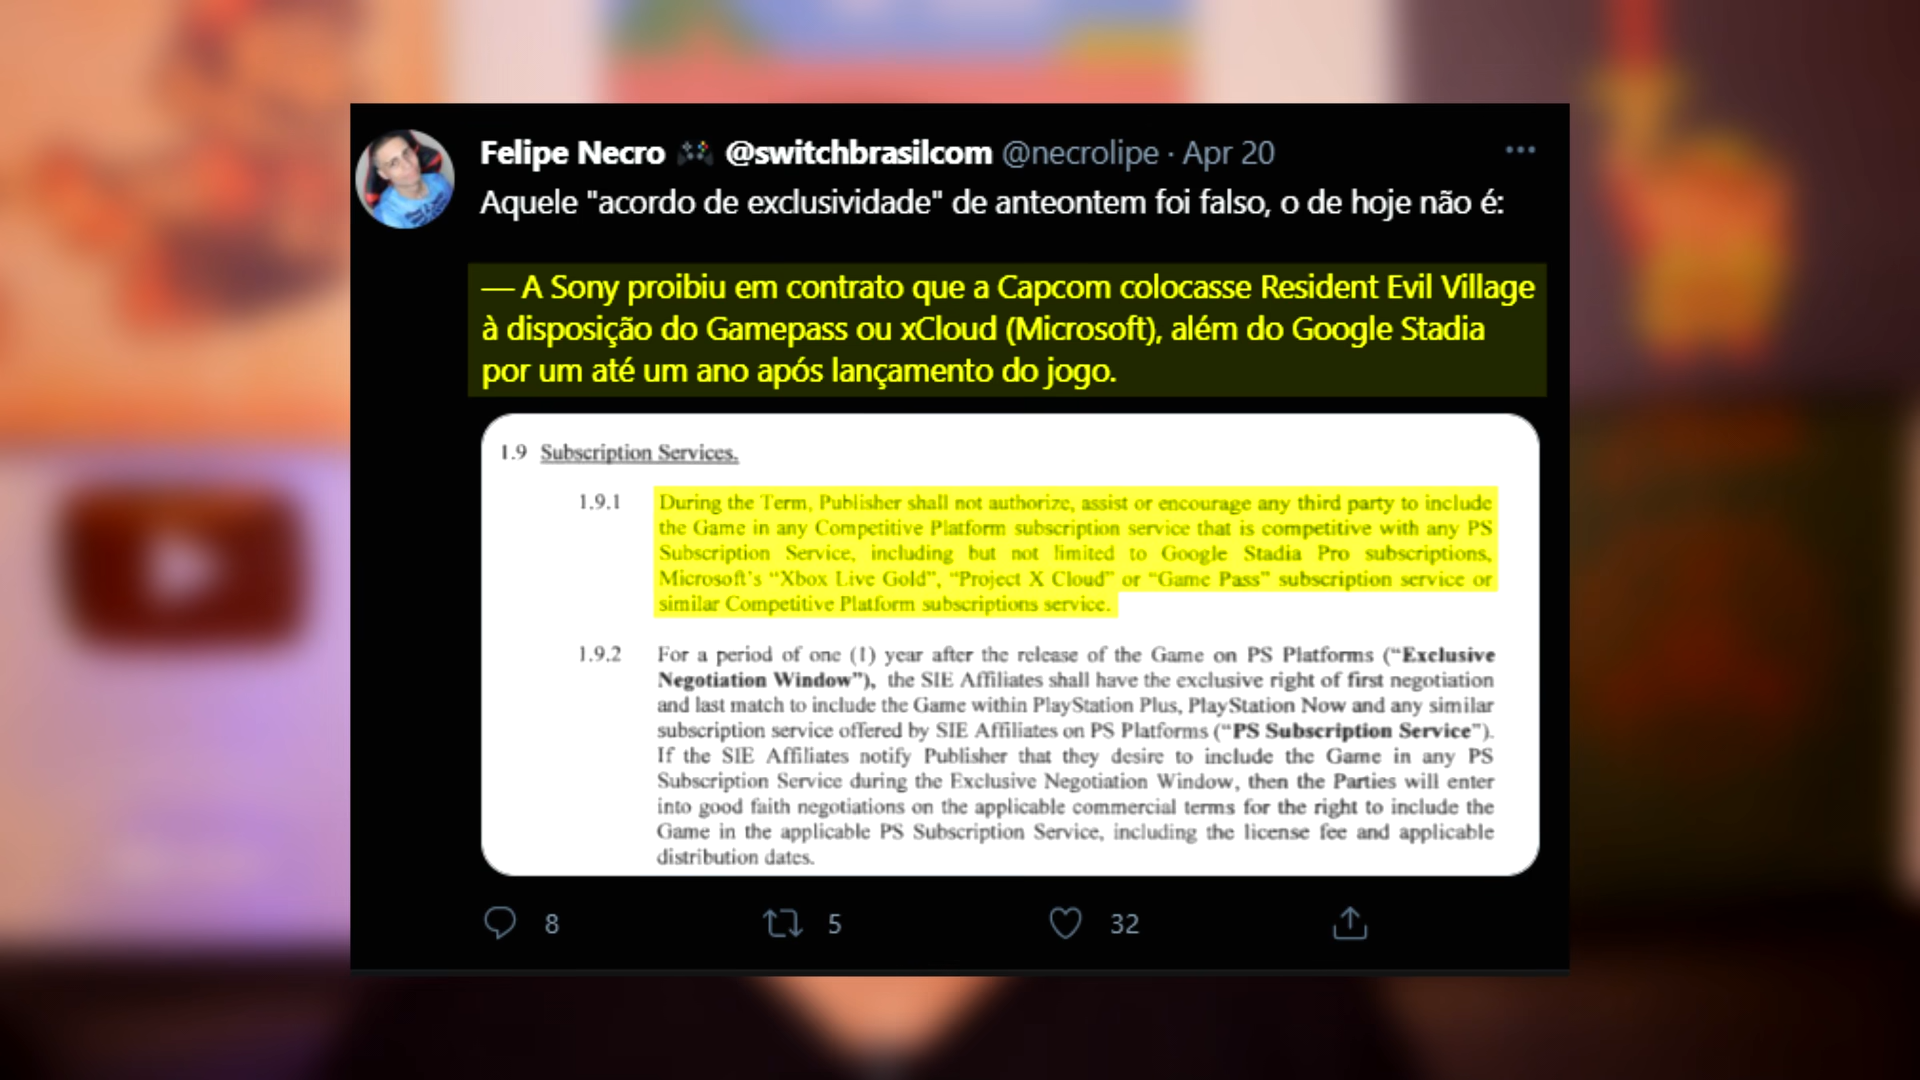 Felipe Necro 🎮 @switchbrasilcom @necrolipe · Apr 20
Aquele "acordo de exclusividade" de anteontem foi falso, o de hoje não é:
— A Sony proibiu em contrato que a Capcom colocasse Resident Evil Village
à disposição do Gamepass ou xCloud (Microsoft), além do Google Stadia
por um até um ano após lançamento do jogo.
1.9 Subscription Services.
1.9.1 During the Term, Publisher shall not authorize, assist or encourage any third party to include
the Game in any Competitive Platform subscription service that is competitive with any PS
Subscription Service, including but not limited to Google Stadia Pro subscriptions,
Microsoft's “Xbox Live Gold”, “Project X Cloud” or “Game Pass” subscription service or
similar Competitive Platform subscriptions service.
1.9.2 For a period of one (1) year after the release of the Game on PS Platforms (“Exclusive
Negotiation Window”), the SIE Affiliates shall have the exclusive right of first negotiation
and last match to include the Game within PlayStation Plus, PlayStation Now and any similar
subscription service offered by SIE Affiliates on PS Platforms (“PS Subscription Service”).
If the SIE Affiliates notify Publisher that they desire to include the Game in any PS
Subscription Service during the Exclusive Negotiation Window, then the Parties will enter
into good faith negotiations on the applicable commercial terms for the right to include the
Game in the applicable PS Subscription Service, including the license fee and applicable
distribution dates.
8 5 32